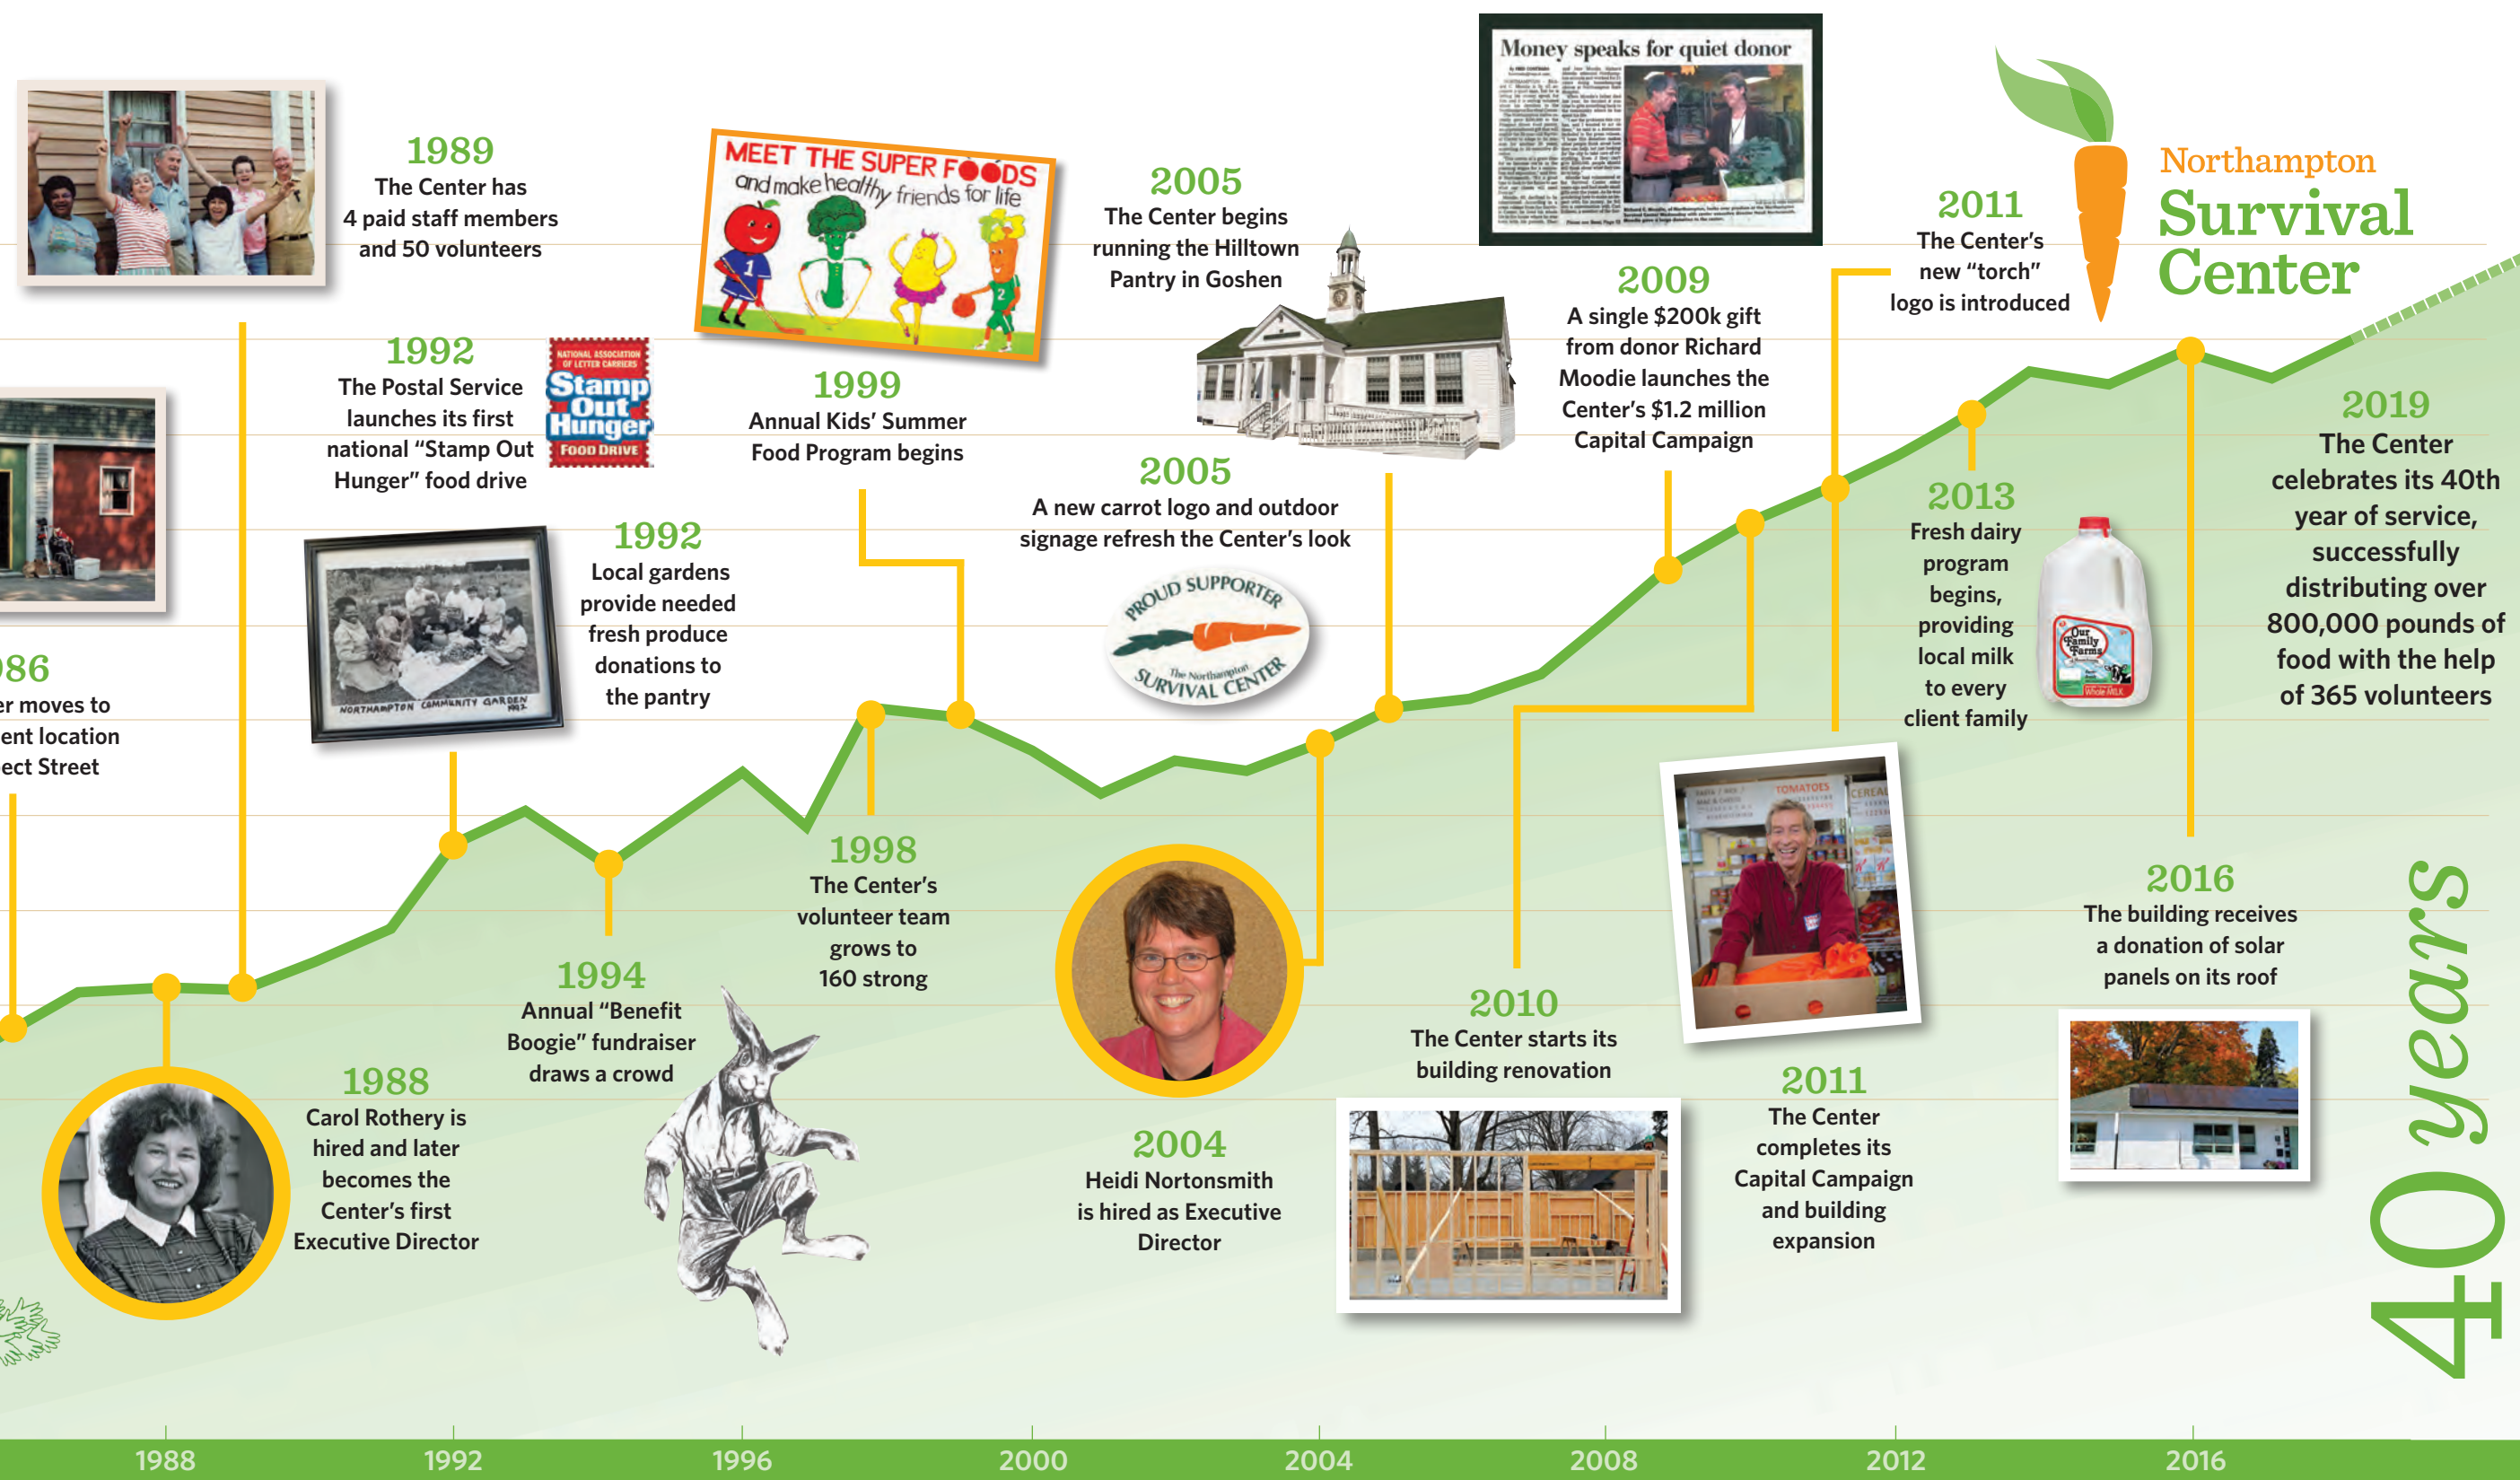 1989
The Center has
4 paid staff members
and 50 volunteers
1992
The Postal Service
launches its first
national “Stamp Out
Hunger” food drive
NATIONAL ASSOCIATION
OF LETTER CARRIERS
Stamp
Out
Hunger
FOOD DRIVE
MEET THE SUPER FOODS
and make healthy friends for life
1
2
1999
Annual Kids’ Summer
Food Program begins
2005
The Center begins
running the Hilltown
Pantry in Goshen
2005
A new carrot logo and outdoor
signage refresh the Center’s look
PROUD SUPPORTER
The Northampton
SURVIVAL CENTER
Money speaks for quiet donor
2009
A single $200k gift
from donor Richard
Moodie launches the
Center’s $1.2 million
Capital Campaign
2011
The Center’s
new “torch”
logo is introduced
Northampton
Survival
Center
2013
Fresh dairy
program
begins,
providing
local milk
to every
client family
Our
Family
Farms
Whole MILK
2019
The Center
celebrates its 40th
year of service,
successfully
distributing over
800,000 pounds of
food with the help
of 365 volunteers
86
er moves to
ent location
ect Street
NORTHAMPTON COMMUNITY GARDEN
1992
1992
Local gardens
provide needed
fresh produce
donations to
the pantry
1988
Carol Rothery is
hired and later
becomes the
Center’s first
Executive Director
1994
Annual “Benefit
Boogie” fundraiser
draws a crowd
1998
The Center’s
volunteer team
grows to
160 strong
2004
Heidi Nortonsmith
is hired as Executive
Director
2010
The Center starts its
building renovation
TOMATOES
CEREAL
2011
The Center
completes its
Capital Campaign
and building
expansion
2016
The building receives
a donation of solar
panels on its roof
40 years
1988
1992
1996
2000
2004
2008
2012
2016